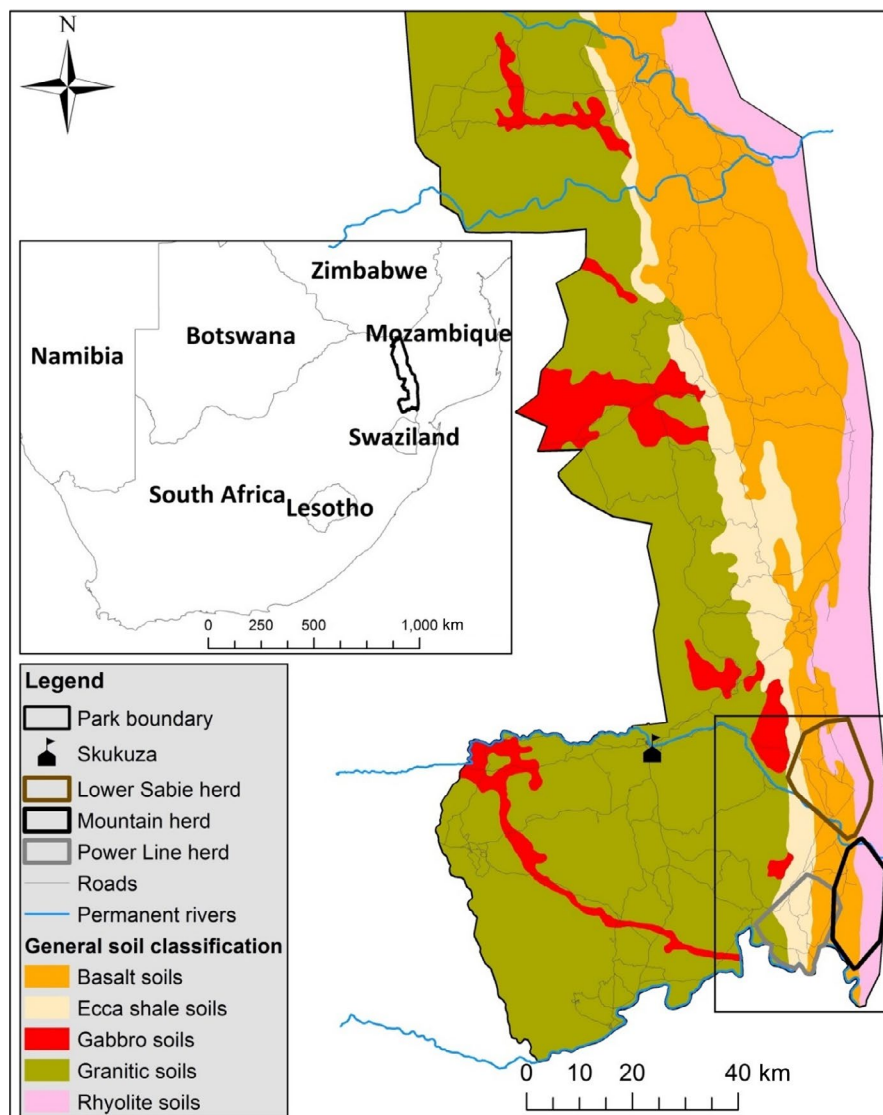 N
Zimbabwe
Mozambique
Botswana
Namibia
Swaziland
South Africa
Lesotho
0 250 500 1,000 km
Legend
Park boundary
Skukuza
Lower Sabie herd
Mountain herd
Power Line herd
Roads
Permanent rivers
General soil classification
Basalt soils
Ecca shale soils
Gabbro soils
Granitic soils
Rhyolite soils
0 10 20 40 km